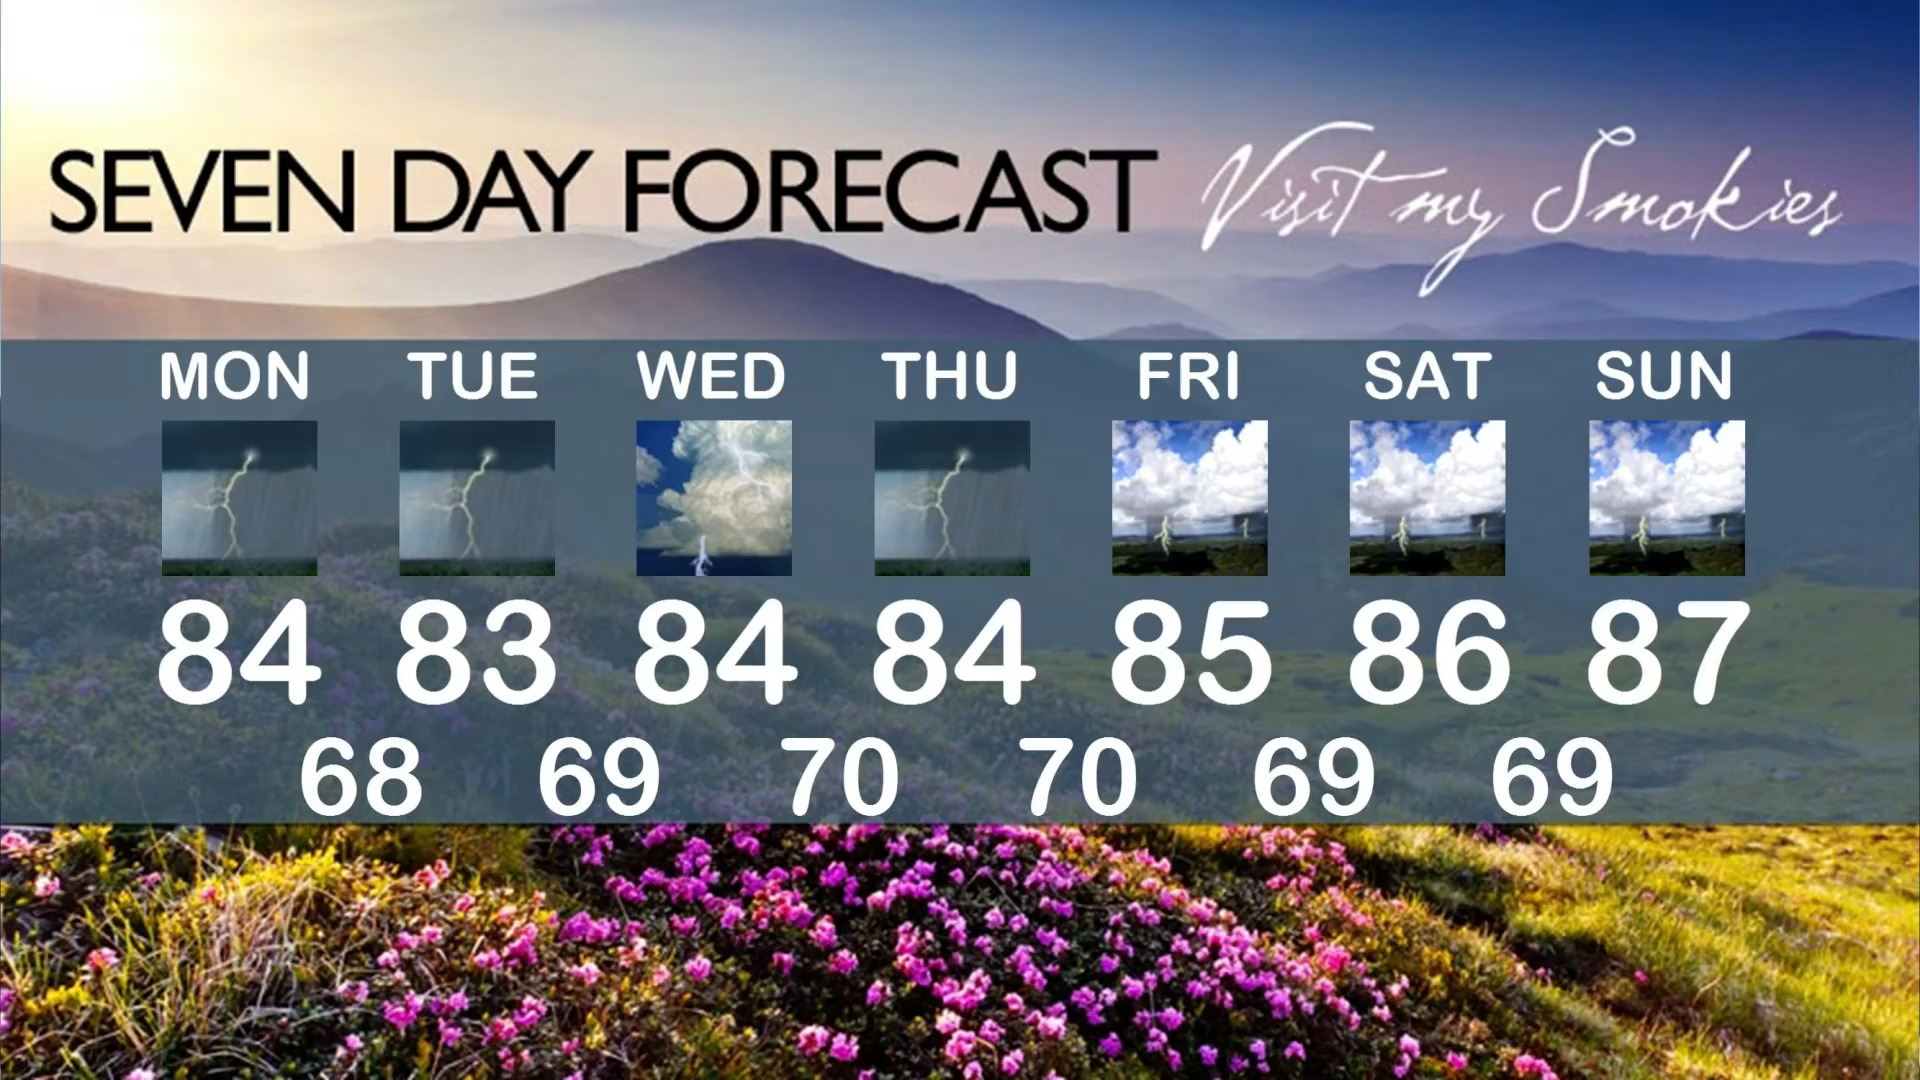 SEVEN DAY FORECAST Visit my Smokies
MON TUE WED THU FRI SAT SUN
84 83 84 84 85 86 87
68 69 70 70 69 69